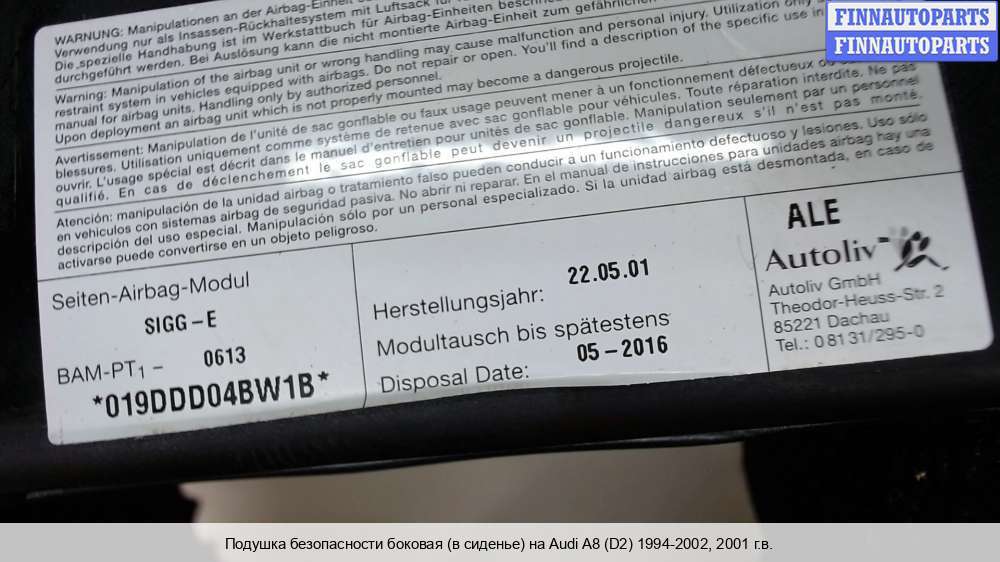 FINNAUTOPARTS
FINNAUTOPARTS
WARNUNG: Manipulationen an der Airbag-Einheit
Verwendung nur als Insassen-Rückhaltesystem mit Luftsack für
Die spezielle Handhabung ist im Werkstattbuch für Airbag-Einheiten
durchgeführt werden. Bei Auslösung kann die nicht montierte Airbag-Einheit zum gefährlichen
Warning: Manipulation of the airbag unit or wrong handling may cause malfunction and personal injury. Utilization only
restraint system in vehicles equipped with airbags. Do not repair or open. You'll find a description of the specific use in
manual for airbag units. Handling only by authorized personnel.
Upon deployment an airbag unit which is not properly mounted may become a dangerous projectile.
Avertissement: Manipulation de l'unité de sac gonflable ou faux usage peuvent mener à un fonctionnement défectueux ou
blessures. Utilisation uniquement comme système de retenue avec sac gonflable pour véhicules. Toute réparation interdite. Ne pas
ouvrir. L'usage spécial est décrit dans le manuel d'entretien pour unités de sac gonflable. Manipulation seulement par un personnel
qualifié. En cas de déclenchement le sac gonflable peut devenir un projectile dangereux s'il n'est pas monté.
Atención: manipulación de la unidad airbag o tratamiento falso pueden conducir a un funcionamiento defectuoso y lesiones. Uso sólo
en vehiculos con sistemas airbag de seguridad pasiva. No abrir ni reparar. En el manual de instrucciones para unidades airbag hay una
descripción del uso especial. Manipulación sólo por un personal especializado. Si la unidad airbag está desmontada, en caso de
activarse puede convertirse en un objeto peligroso.
Seiten-Airbag-Modul
SIGG-E
BAM-PT1 - 0613
*019DDD04BW1B*
Herstellungsjahr: 22.05.01
Modultausch bis spätestens
Disposal Date: 05-2016
ALE
Autoliv
Autoliv GmbH
Theodor-Heuss-Str. 2
85221 Dachau
Tel.: 08131/295-0
Подушка безопасности боковая (в сиденье) на Audi A8 (D2) 1994-2002, 2001 г.в.